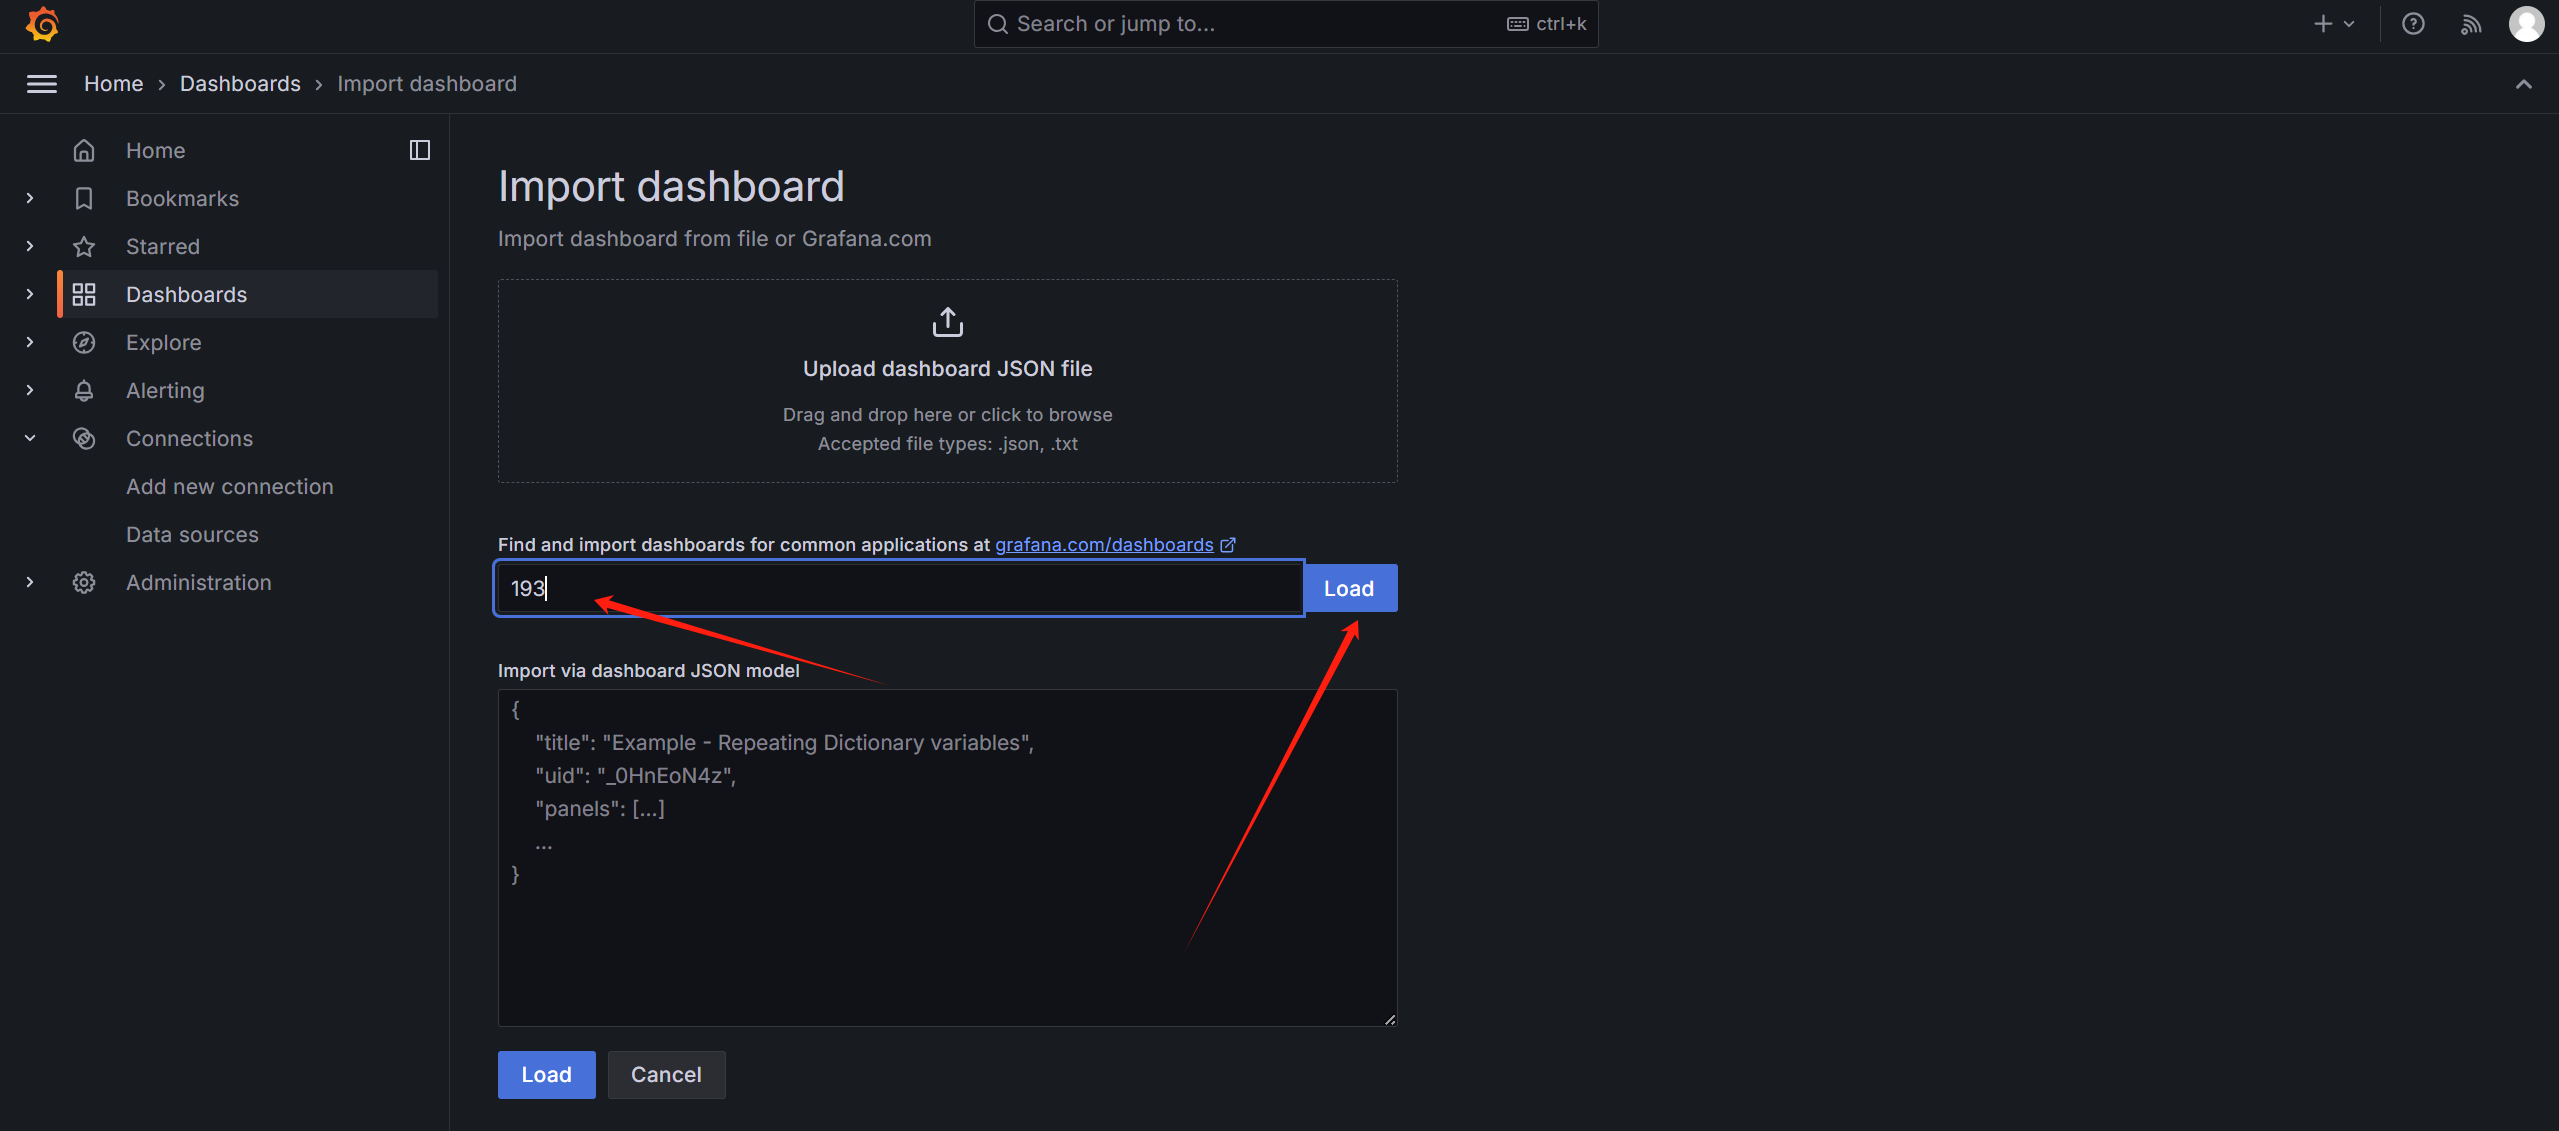 Search or jump to...
ctrl+k
Home > Dashboards > Import dashboard
Home
Bookmarks
Starred
Dashboards
Explore
Alerting
Connections
Add new connection
Data sources
Administration
Import dashboard
Import dashboard from file or Grafana.com
Upload dashboard JSON file
Drag and drop here or click to browse
Accepted file types: .json, .txt
Find and import dashboards for common applications at grafana.com/dashboards
193
Load
Import via dashboard JSON model
{
"title": "Example - Repeating Dictionary variables",
"uid": "_0HnEoN4z",
"panels": [...]
...
}
Load
Cancel